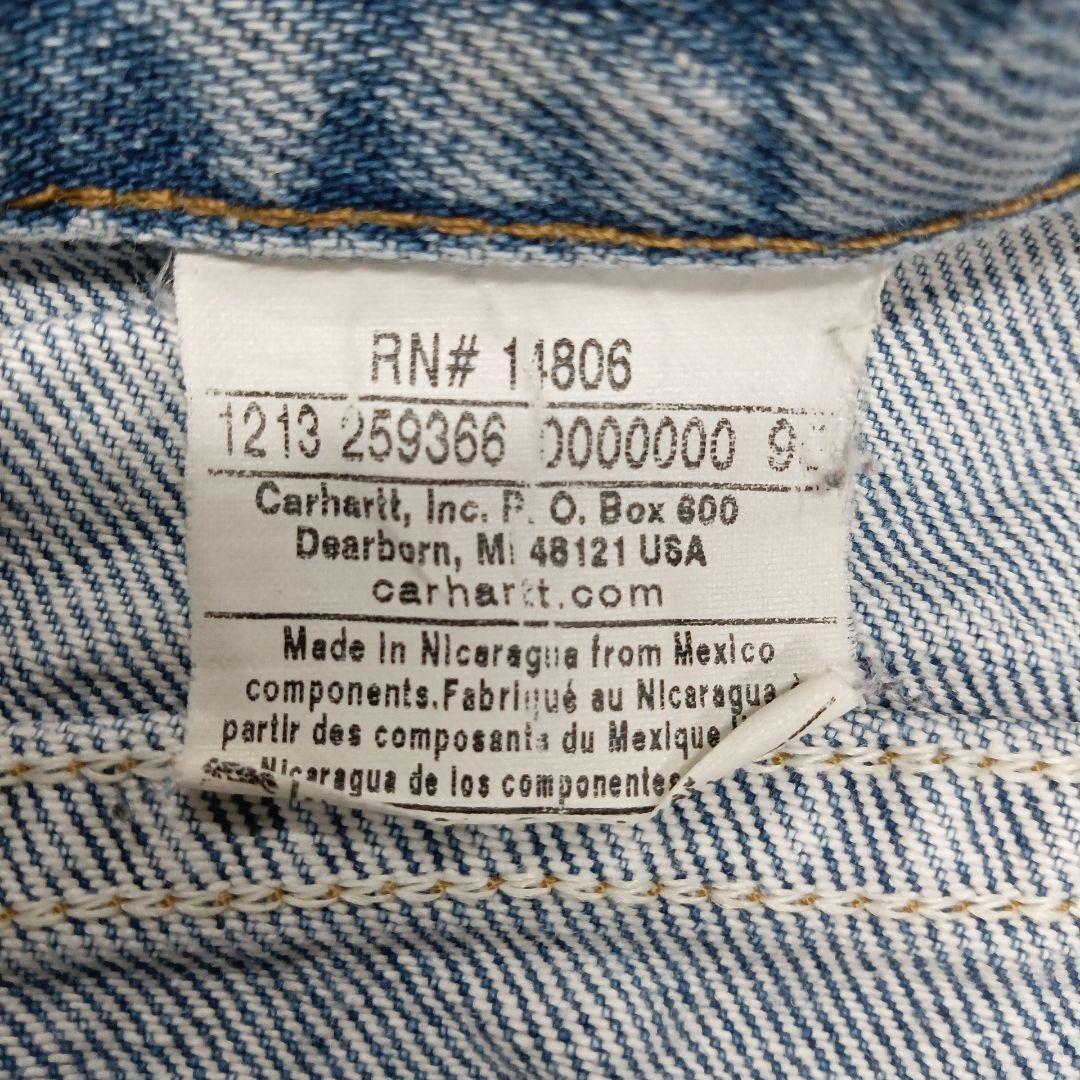 RN# 14806
1213 259366 0000000
Carhartt, Inc. P. O. Box 600
Dearborn, MI 48121 USA
carhartt.com
Made In Nicaragua from Mexico
components. Fabriqué au Nicaragua
partir des composants du Mexique
Nicaragua de los componentes